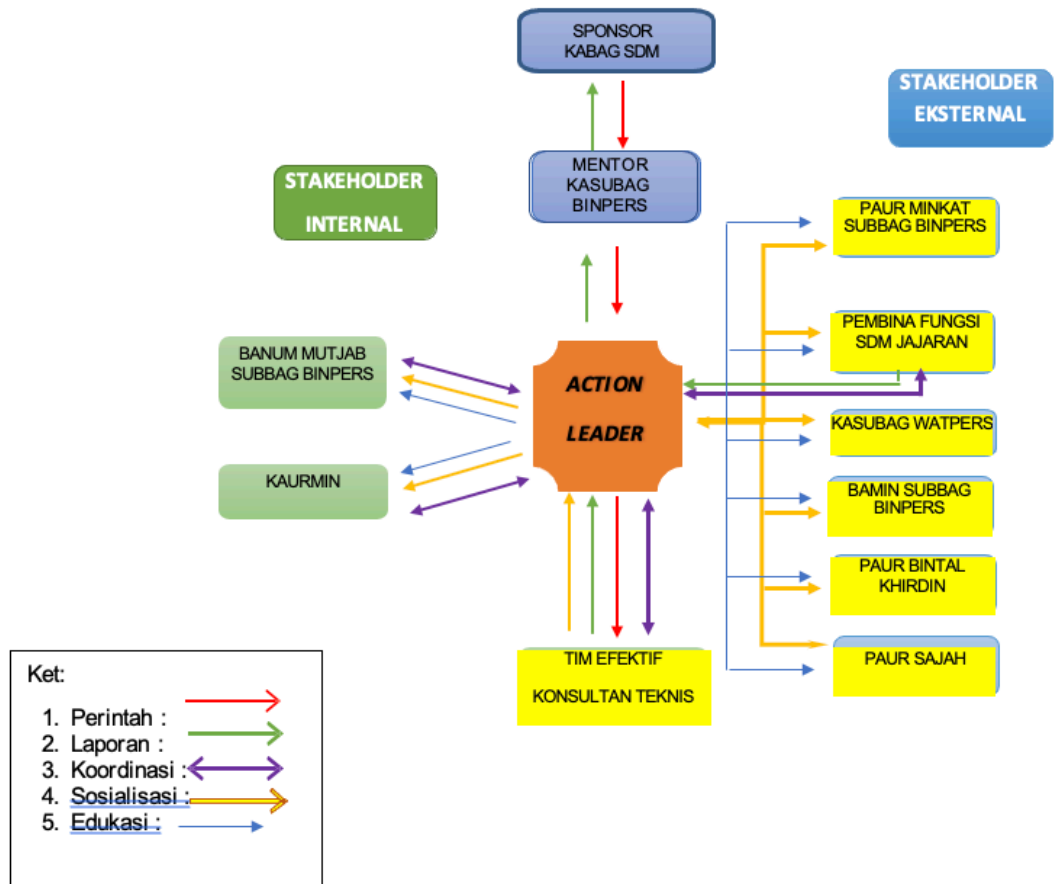 SPONSOR
KABAG SDM
STAKEHOLDER
EKSTERNAL
MENTOR
KASUBAG
BINPERS
STAKEHOLDER
INTERNAL
PAUR MINKAT
SUBBAG BINPERS
PEMBINA FUNGSI
SDM JAJARAN
BANUM MUTJAB
SUBBAG BINPERS
ACTION
LEADER
KASUBAG WATPERS
KAURMIN
BAMIN SUBBAG
BINPERS
PAUR BINTAL
KHIRDIN
TIM EFEKTIF
KONSULTAN TEKNIS
PAUR SAJAH
Ket:
1. Perintah :
2. Laporan :
3. Koordinasi :
4. Sosialisasi :
5. Edukasi :